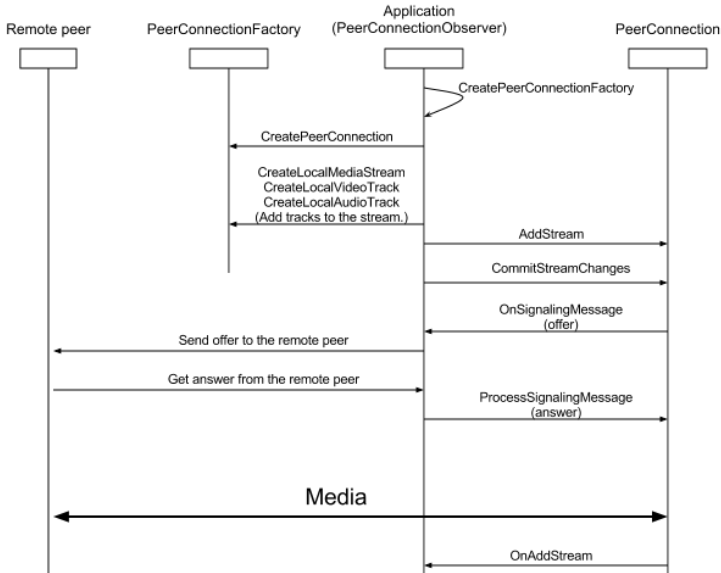 Application
Remote peer
PeerConnectionFactory
(PeerConnectionObserver)
PeerConnection
CreatePeerConnectionFactory
CreatePeerConnection
CreateLocalMediaStream
CreateLocalVideoTrack
CreateLocalAudioTrack
(Add tracks to the stream.)
AddStream
CommitStreamChanges
OnSignalingMessage
(offer)
Send offer to the remote peer
Get answer from the remote peer
ProcessSignalingMessage
(answer)
Media
OnAddStream